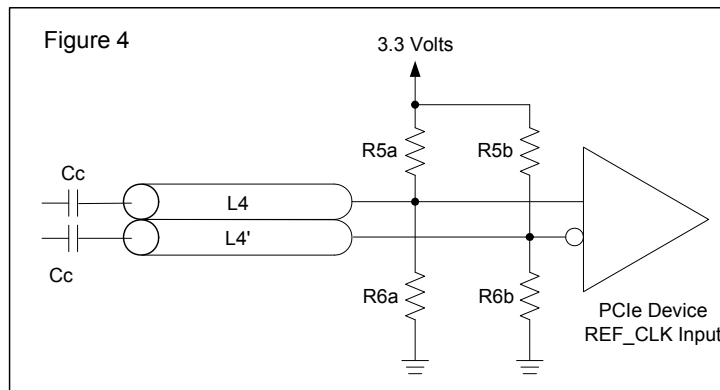 Figure 4
3.3 Volts
R5a
R5b
Cc
L4
L4'
Cc
R6a
R6b
PCIe Device
REF_CLK Input